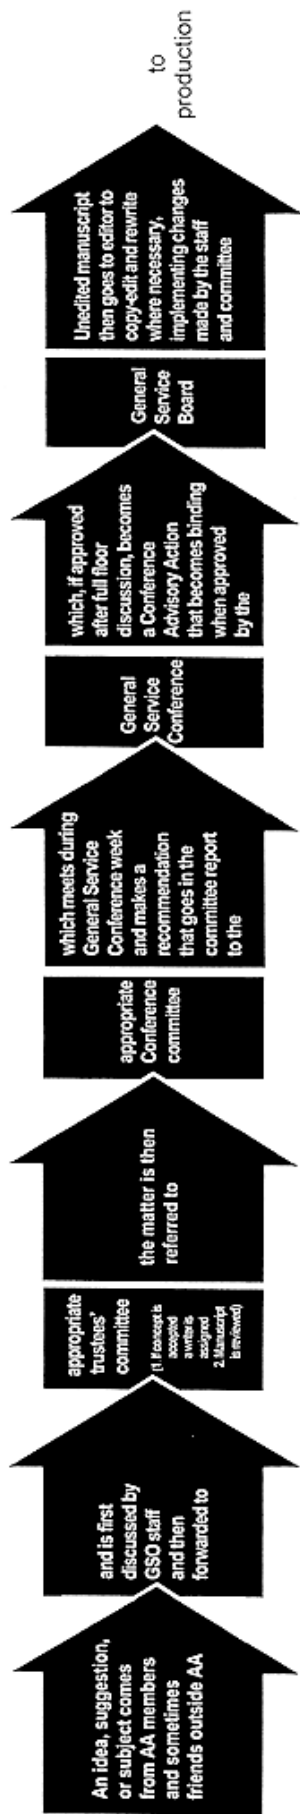 An idea, suggestion,
or subject comes
from AA members
and sometimes
friends outside AA
and is first
discussed by
GSO staff
and then
forwarded to
appropriate
trustees'
committee
(1. If concept is
accepted
a writer is
assigned
2. Manuscript
is reviewed)
the matter is then
referred to
appropriate
Conference
committee
which meets during
General Service
Conference week
and makes a
recommendation
that goes in the
committee report
to the
General
Service
Conference
which, if approved
after full floor
discussion, becomes
a Conference
Advisory Action
that becomes binding
when approved
by the
General
Service
Board
Unedited manuscript
then goes to editor to
copy-edit and rewrite
where necessary,
implementing changes
made by the staff
and committee
to
production